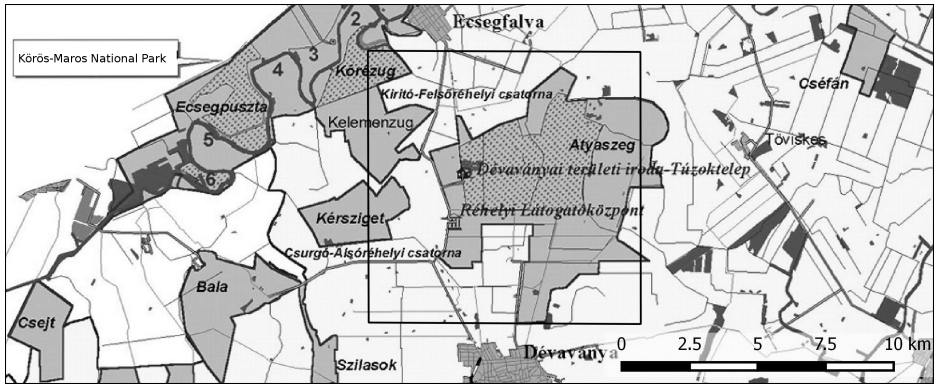 2
Ecsegfalva
3
Körös-Maros National Park
4
Kórézug
Cséfán
Kiritó-Felsőréhelyi csatorna
Ecsegpuszta
Kelemenzug
5
Atyaszeg
Töviskes
Dévaványai területi iroda-Túzoktelep
6
Réhelyi Látogatóközpont
Kérsziget
Csurgó-Alsóréhelyi csatorna
Bala
Csejt
Dévaványa
0 2.5 5 7.5 10 km
Szilasok